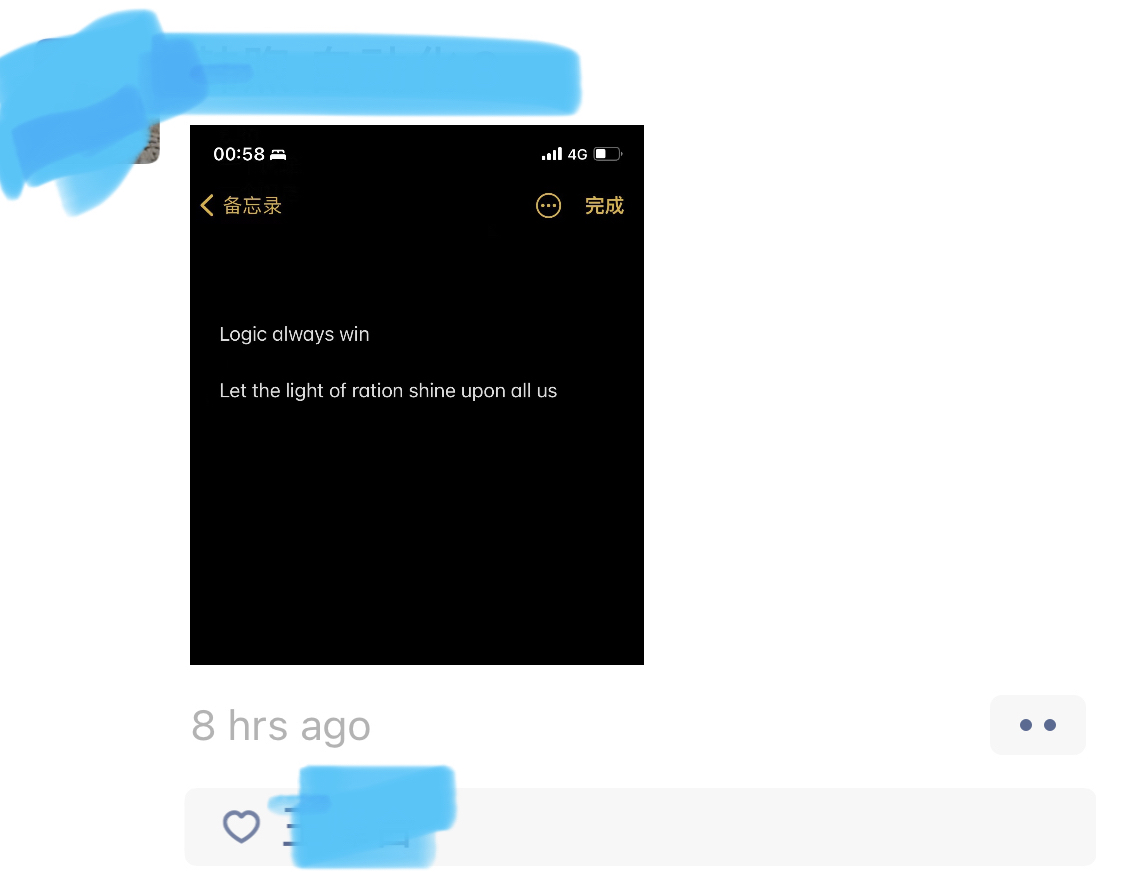 00:58
4G
备忘录
完成
Logic always win
Let the light of ration shine upon all us
8 hrs ago